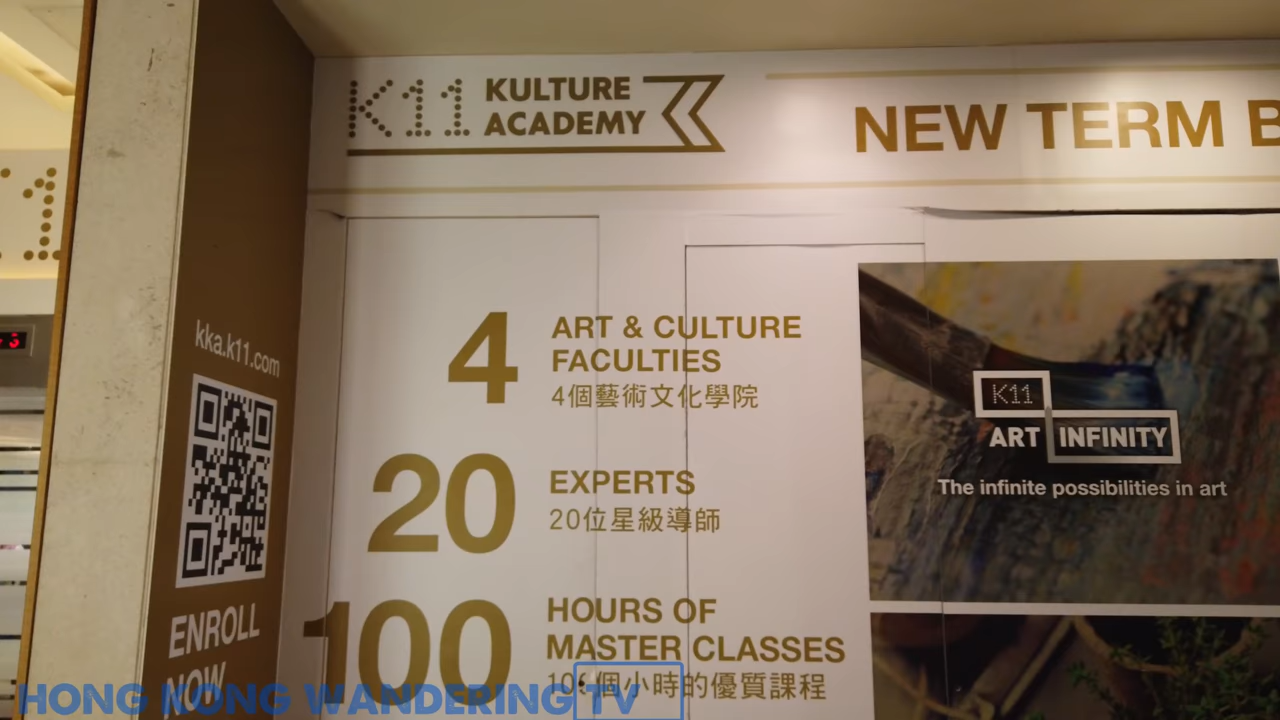 K11 KULTURE
ACADEMY
NEW TERM B
kka.k11.com
4 ART & CULTURE
FACULTIES
4個藝術文化學院
20 EXPERTS
20位星級導師
100 HOURS OF
MASTER CLASSES
個小時的優質課程
K11
ART INFINITY
The infinite possibilities in art
ENROLL
NOW
HONG KONG WANDERING TV